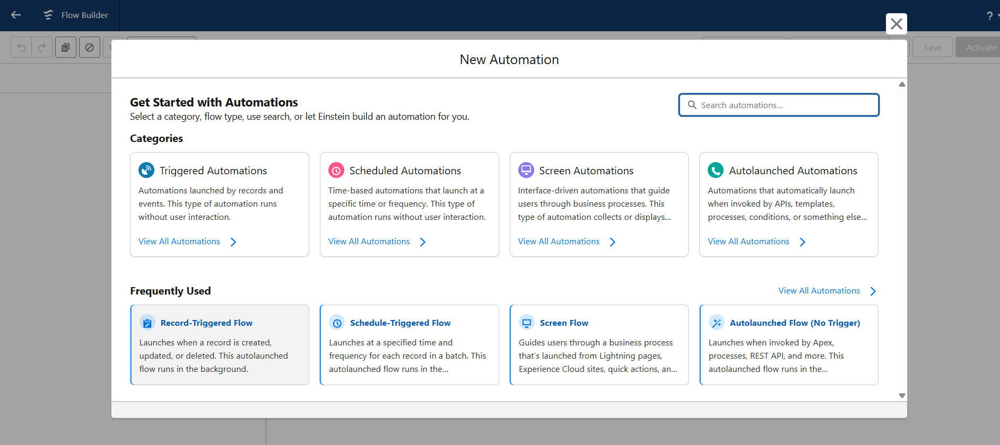 Flow Builder
?
Save
Activate
New Automation
Get Started with Automations
Select a category, flow type, use search, or let Einstein build an automation for you.
Search automations...
Categories
Triggered Automations
Automations launched by records and
events. This type of automation runs
without user interaction.
View All Automations
Scheduled Automations
Time-based automations that launch at a
specific time or frequency. This type of
automation runs without user interaction.
View All Automations
Screen Automations
Interface-driven automations that guide
users through business processes. This
type of automation collects or displays...
View All Automations
Autolaunched Automations
Automations that automatically launch
when invoked by APIs, templates,
processes, conditions, or something else...
View All Automations
Frequently Used
View All Automations
Record-Triggered Flow
Launches when a record is created,
updated, or deleted. This autolaunched
flow runs in the background.
Schedule-Triggered Flow
Launches at a specified time and
frequency for each record in a batch. This
autolaunched flow runs in the...
Screen Flow
Guides users through a business process
that's launched from Lightning pages,
Experience Cloud sites, quick actions, an...
Autolaunched Flow (No Trigger)
Launches when invoked by Apex,
processes, REST API, and more. This
autolaunched flow runs in the...